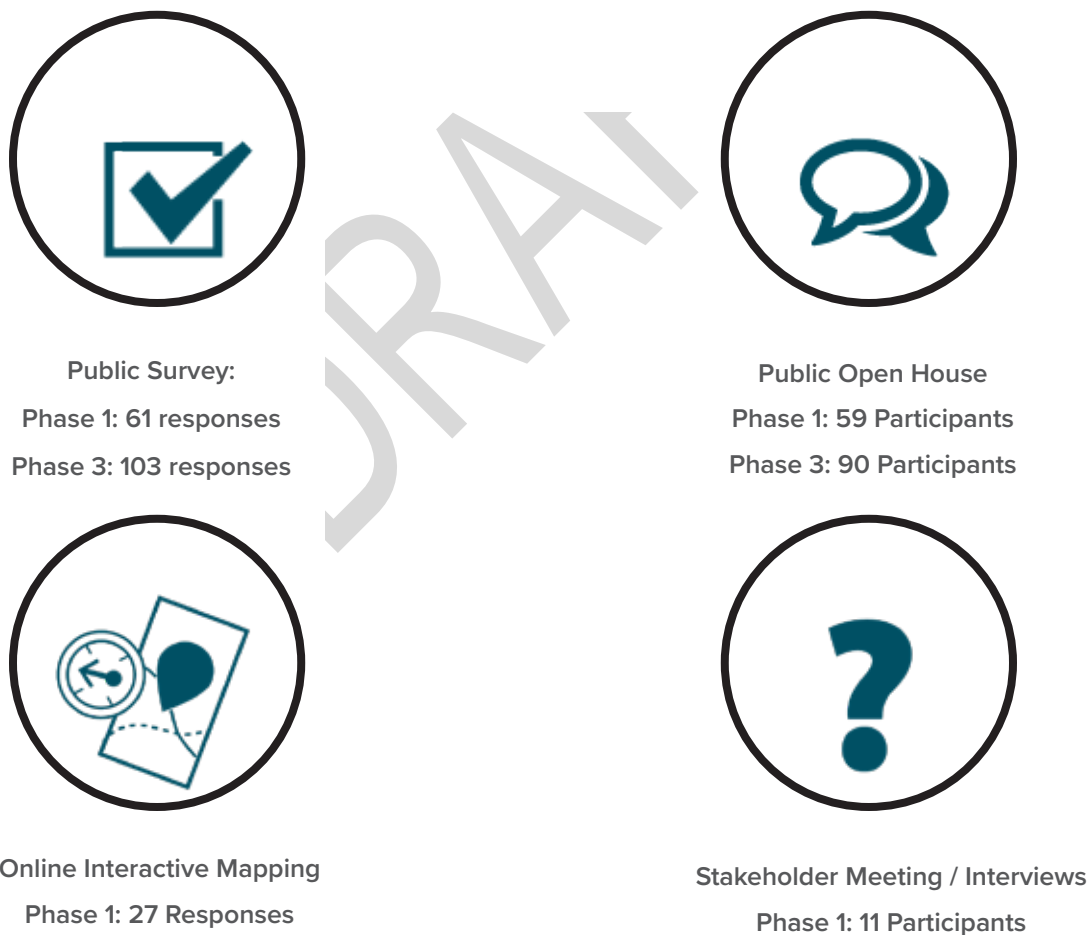 Public Survey:
Phase 1: 61 responses
Phase 3: 103 responses
Public Open House
Phase 1: 59 Participants
Phase 3: 90 Participants
Online Interactive Mapping
Phase 1: 27 Responses
Stakeholder Meeting / Interviews
Phase 1: 11 Participants